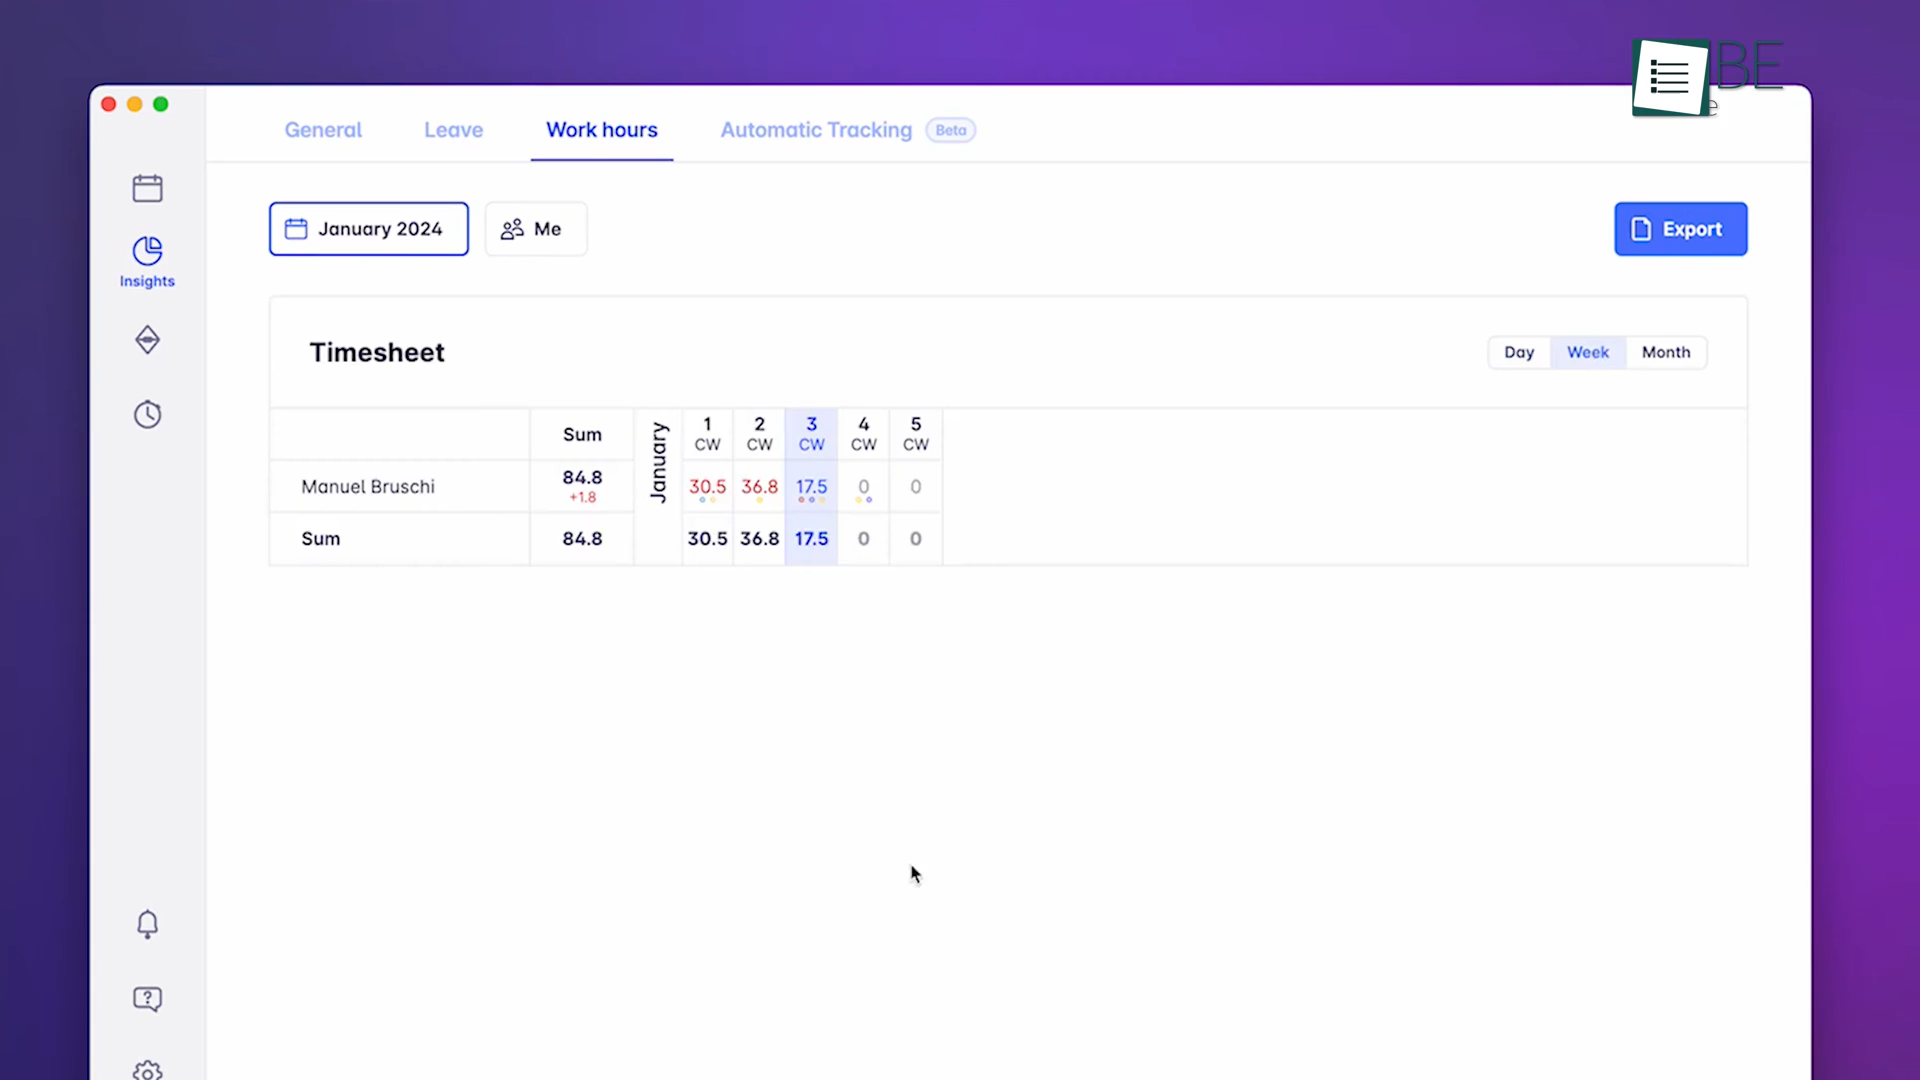 BE
e
General Leave Work hours Automatic Tracking Beta
January 2024 Me Export
Insights
Timesheet Day Week Month
Sum January 1 CW 2 CW 3 CW 4 CW 5 CW
Manuel Bruschi 84.8 +1.8 30.5 36.8 17.5 0 0
Sum 84.8 30.5 36.8 17.5 0 0